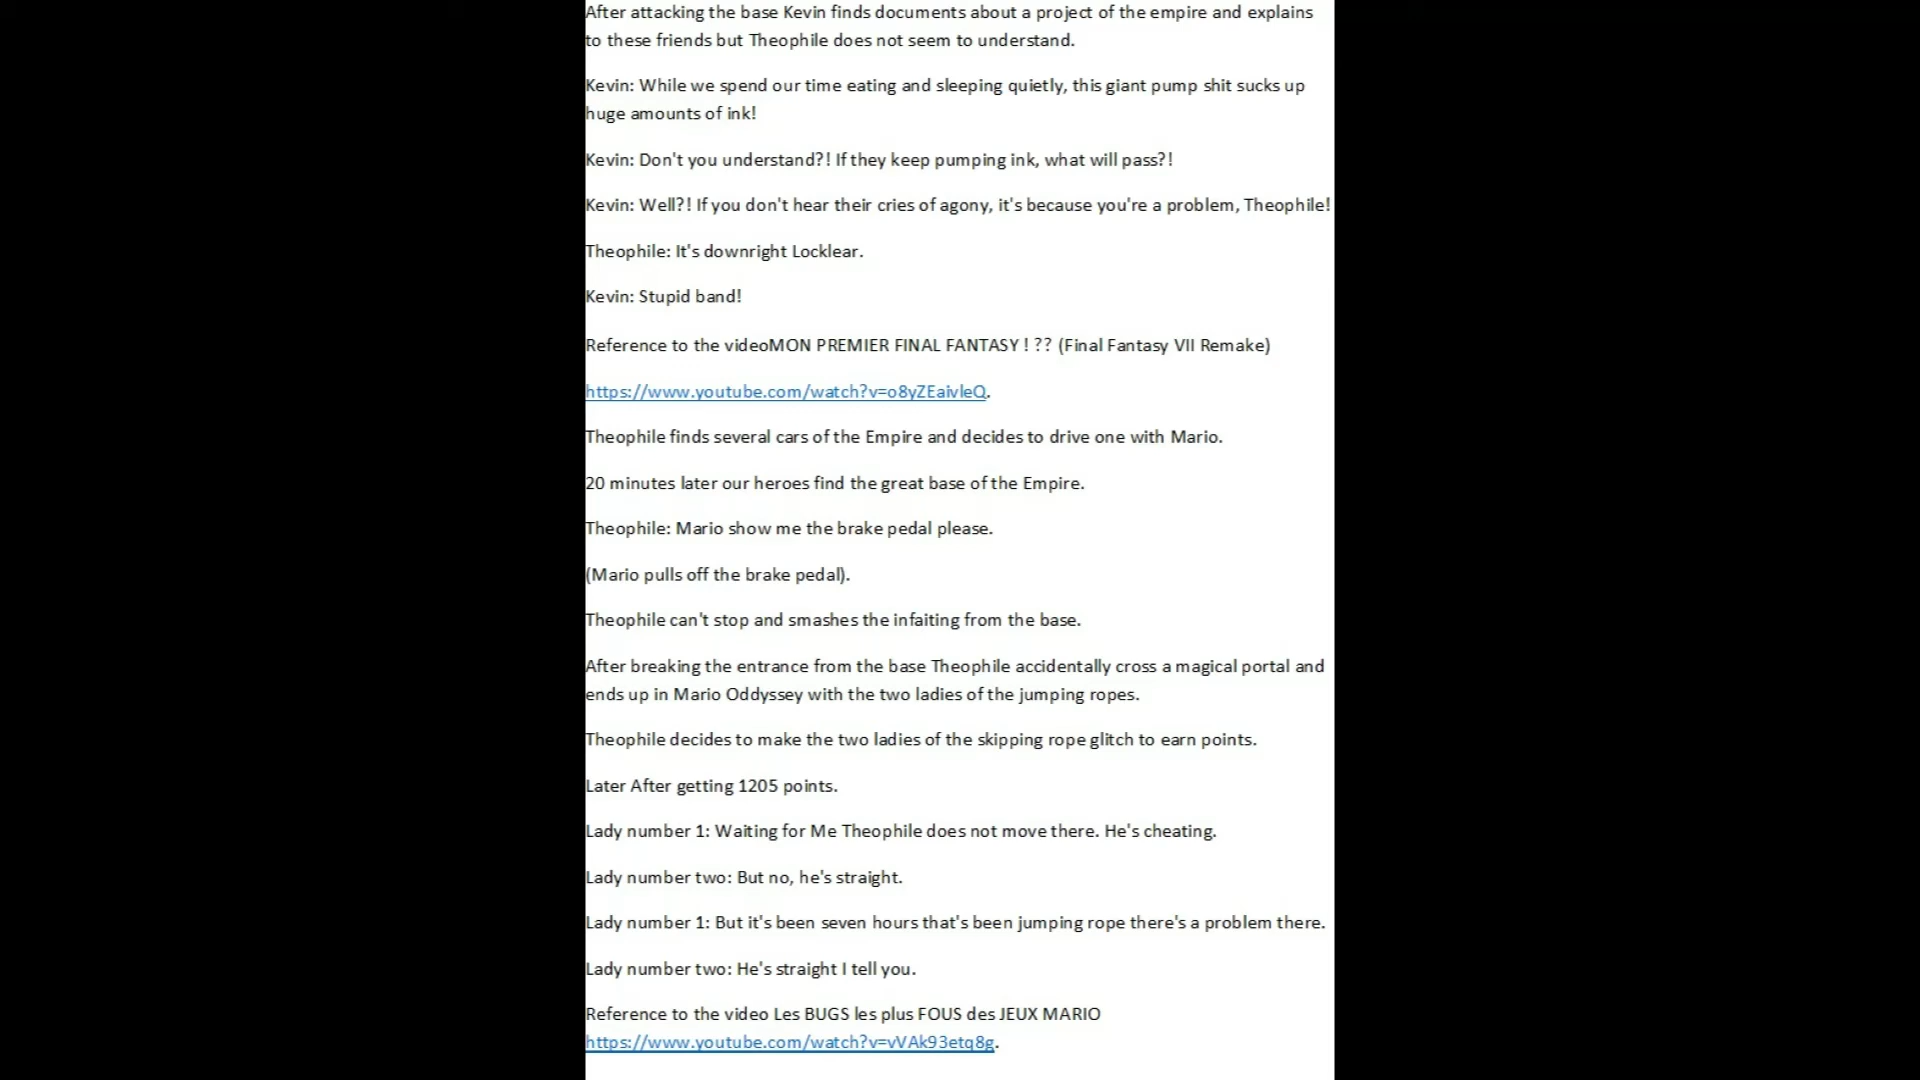 After attacking the base Kevin finds documents about a project of the empire and explains
to these friends but Theophile does not seem to understand.
Kevin: While we spend our time eating and sleeping quietly, this giant pump shit sucks up
huge amounts of ink!
Kevin: Don't you understand?! If they keep pumping ink, what will pass?!
Kevin: Well?! If you don't hear their cries of agony, it's because you're a problem, Theophile!
Theophile: It's downright Locklear.
Kevin: Stupid band!
Reference to the videoMON PREMIER FINAL FANTASY ! ?? (Final Fantasy VII Remake)
https://www.youtube.com/watch?v=o8yZEaivleQ.
Theophile finds several cars of the Empire and decides to drive one with Mario.
20 minutes later our heroes find the great base of the Empire.
Theophile: Mario show me the brake pedal please.
(Mario pulls off the brake pedal).
Theophile can't stop and smashes the infaiting from the base.
After breaking the entrance from the base Theophile accidentally cross a magical portal and
ends up in Mario Oddyssey with the two ladies of the jumping ropes.
Theophile decides to make the two ladies of the skipping rope glitch to earn points.
Later After getting 1205 points.
Lady number 1: Waiting for Me Theophile does not move there. He's cheating.
Lady number two: But no, he's straight.
Lady number 1: But it's been seven hours that's been jumping rope there's a problem there.
Lady number two: He's straight I tell you.
Reference to the video Les BUGS les plus FOUS des JEUX MARIO
https://www.youtube.com/watch?v=vVAk93etq8g.